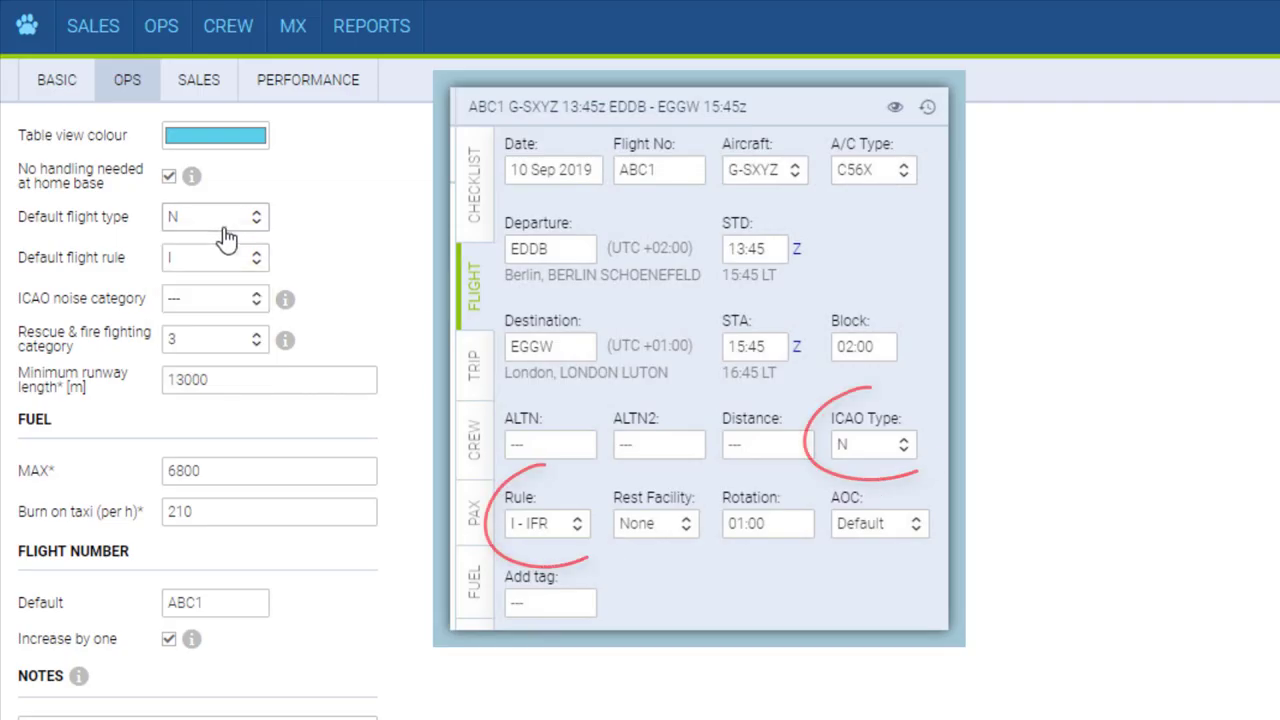 SALES OPS CREW MX REPORTS
BASIC OPS SALES PERFORMANCE
Table view colour
No handling needed
at home base
Default flight type N
Default flight rule I
ICAO noise category ---
Rescue & fire fighting
category 3
Minimum runway
length* [m] 13000
FUEL
MAX* 6800
Burn on taxi (per h)* 210
FLIGHT NUMBER
Default ABC1
Increase by one
NOTES
ABC1 G-SXYZ 13:45z EDDB - EGGW 15:45z
CHECKLIST
FLIGHT
TRIP
CREW
PAX
FUEL
Date: Flight No: Aircraft: A/C Type:
10 Sep 2019 ABC1 G-SXYZ C56X
Departure: STD:
EDDB (UTC +02:00) 13:45 Z
Berlin, BERLIN SCHOENEFELD 15:45 LT
Destination: STA: Block:
EGGW (UTC +01:00) 15:45 Z 02:00
London, LONDON LUTON 16:45 LT
ALTN: ALTN2: Distance: ICAO Type:
--- --- --- N
Rule: Rest Facility: Rotation: AOC:
I - IFR None 01:00 Default
Add tag:
---